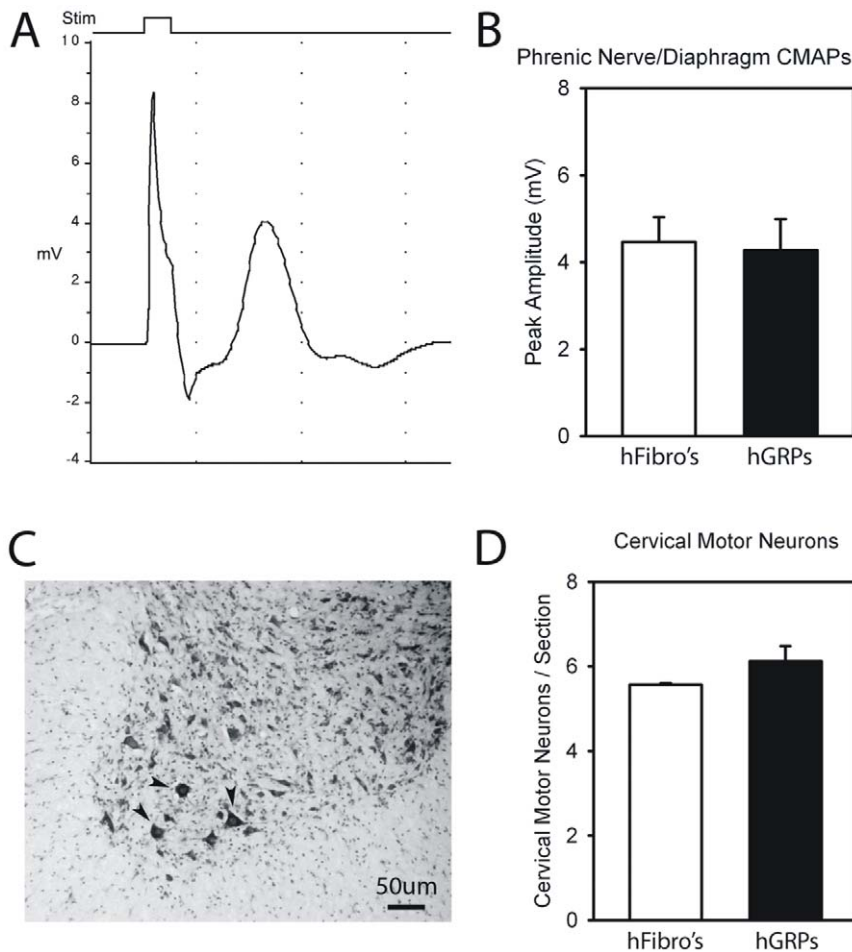 A
Stim
10
8
6
4
mV
2
0
-2
-4
B
Phrenic Nerve/Diaphragm CMAPs
Peak Amplitude (mV)
8
6
4
2
0
hFibro's
hGRPs
C
50um
D
Cervical Motor Neurons
Cervical Motor Neurons / Section
8
6
4
2
0
hFibro's
hGRPs